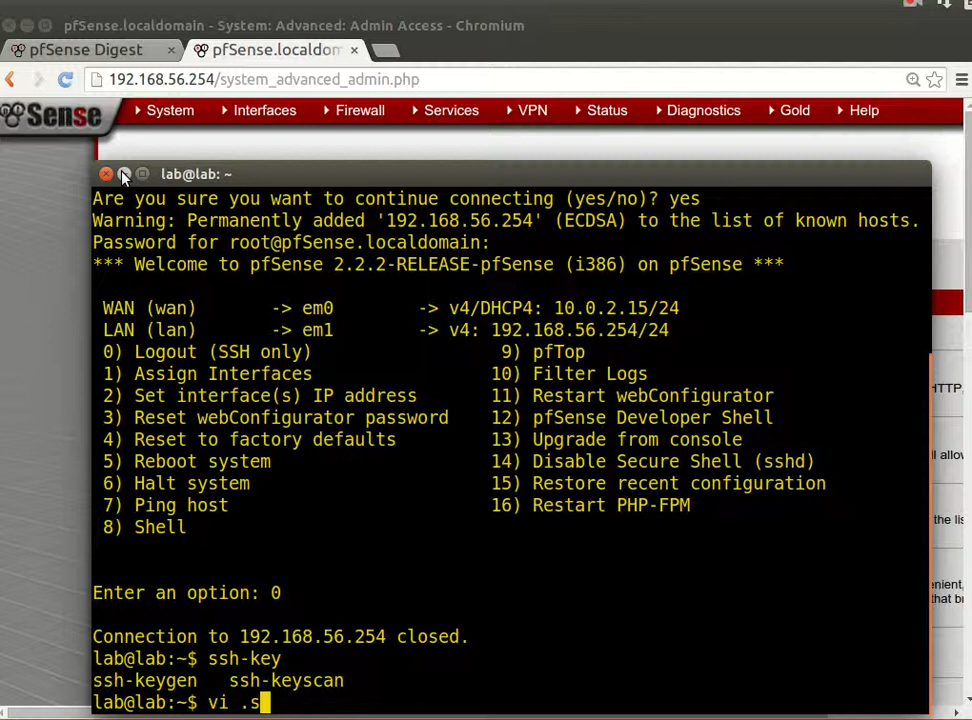 pfSense.localdomain - System: Advanced: Admin Access - Chromium
pfSense Digest × pfSense.localdom ×
192.168.56.254/system_advanced_admin.php
Sense System Interfaces Firewall Services VPN Status Diagnostics Gold Help
lab@lab: ~
Are you sure you want to continue connecting (yes/no)? yes
Warning: Permanently added '192.168.56.254' (ECDSA) to the list of known hosts.
Password for root@pfSense.localdomain:
*** Welcome to pfSense 2.2.2-RELEASE-pfSense (i386) on pfSense ***
WAN (wan) -> em0 -> v4/DHCP4: 10.0.2.15/24
LAN (lan) -> em1 -> v4: 192.168.56.254/24
0) Logout (SSH only) 9) pfTop
1) Assign Interfaces 10) Filter Logs
2) Set interface(s) IP address 11) Restart webConfigurator
3) Reset webConfigurator password 12) pfSense Developer Shell
4) Reset to factory defaults 13) Upgrade from console
5) Reboot system 14) Disable Secure Shell (sshd)
6) Halt system 15) Restore recent configuration
7) Ping host 16) Restart PHP-FPM
8) Shell
Enter an option: 0
Connection to 192.168.56.254 closed.
lab@lab:~$ ssh-key
ssh-keygen ssh-keyscan
lab@lab:~$ vi .s
HTTP,
ll allow
the lis
enient,
that br